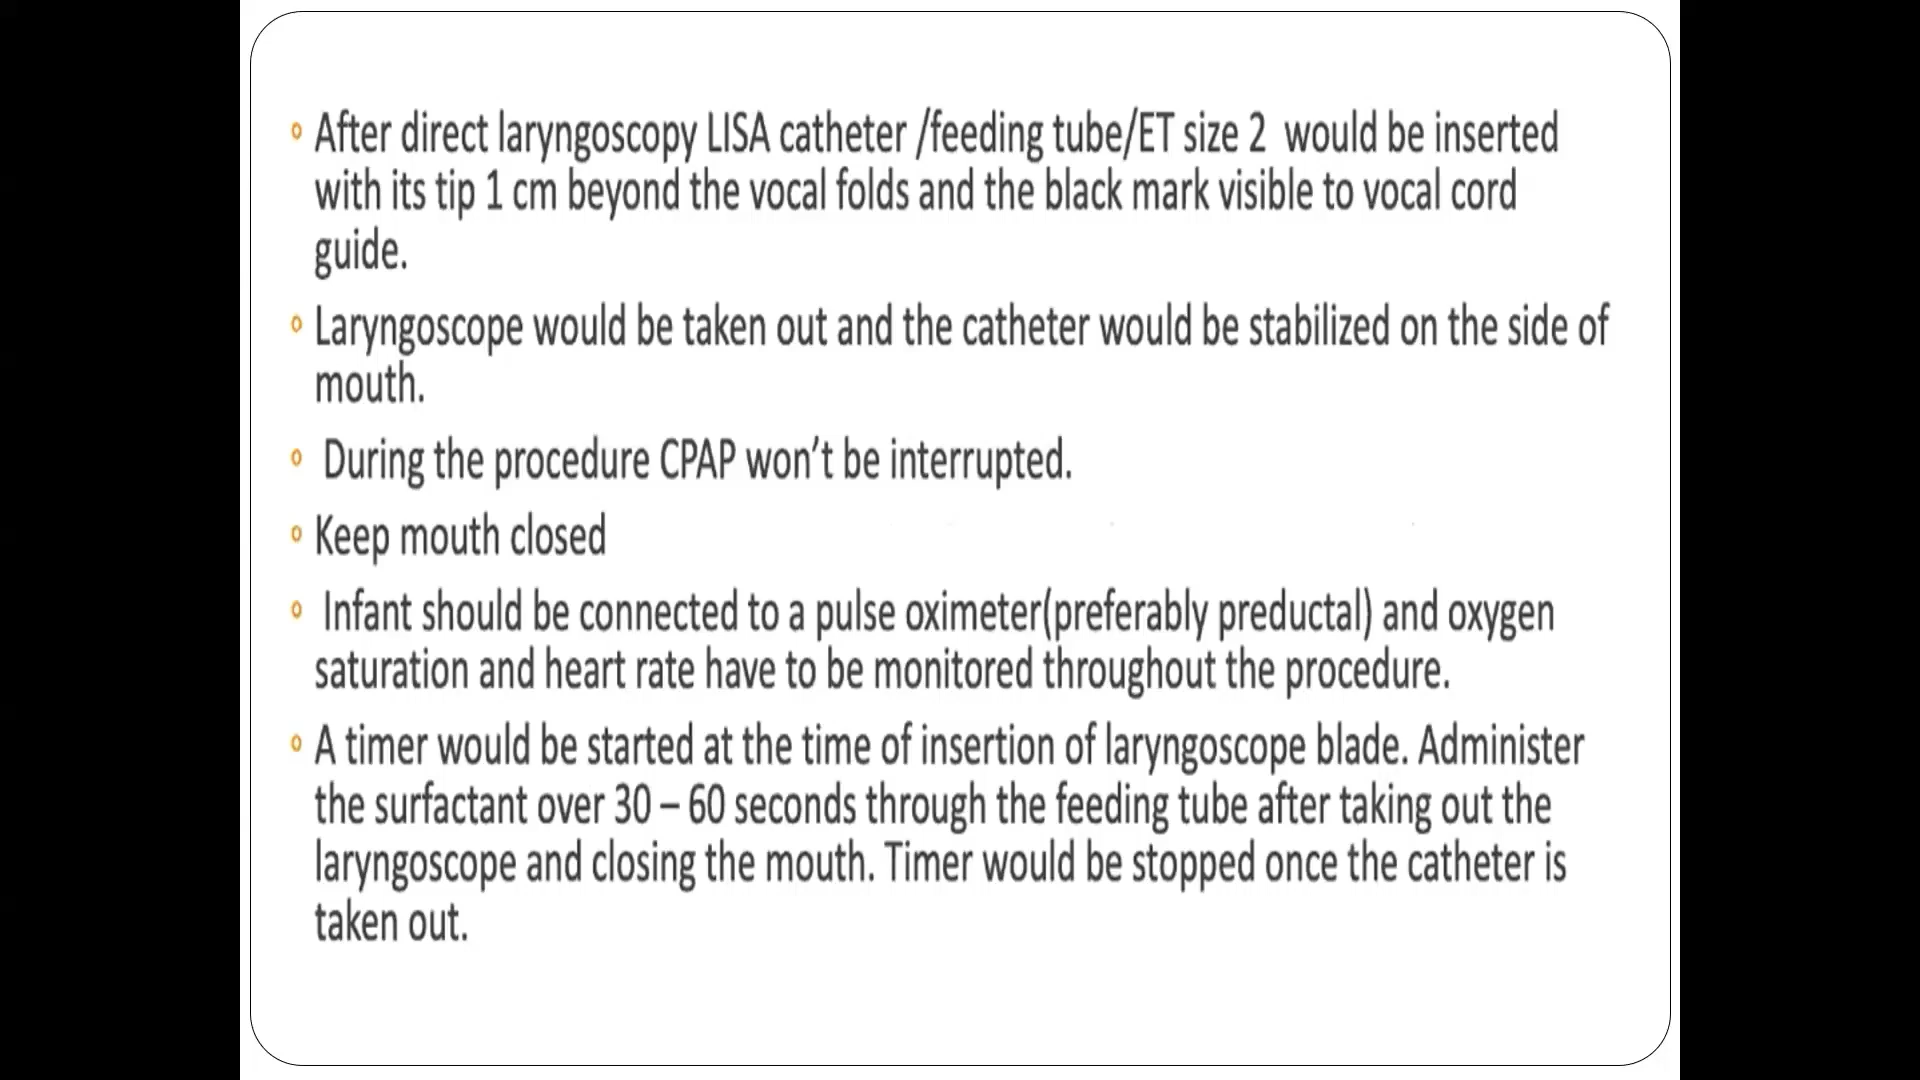 After direct laryngoscopy LISA catheter /feeding tube/ET size 2 would be inserted
with its tip 1 cm beyond the vocal folds and the black mark visible to vocal cord
guide.
Laryngoscope would be taken out and the catheter would be stabilized on the side of
mouth.
During the procedure CPAP won't be interrupted.
Keep mouth closed
Infant should be connected to a pulse oximeter(preferably preductal) and oxygen
saturation and heart rate have to be monitored throughout the procedure.
A timer would be started at the time of insertion of laryngoscope blade. Administer
the surfactant over 30 – 60 seconds through the feeding tube after taking out the
laryngoscope and closing the mouth. Timer would be stopped once the catheter is
taken out.